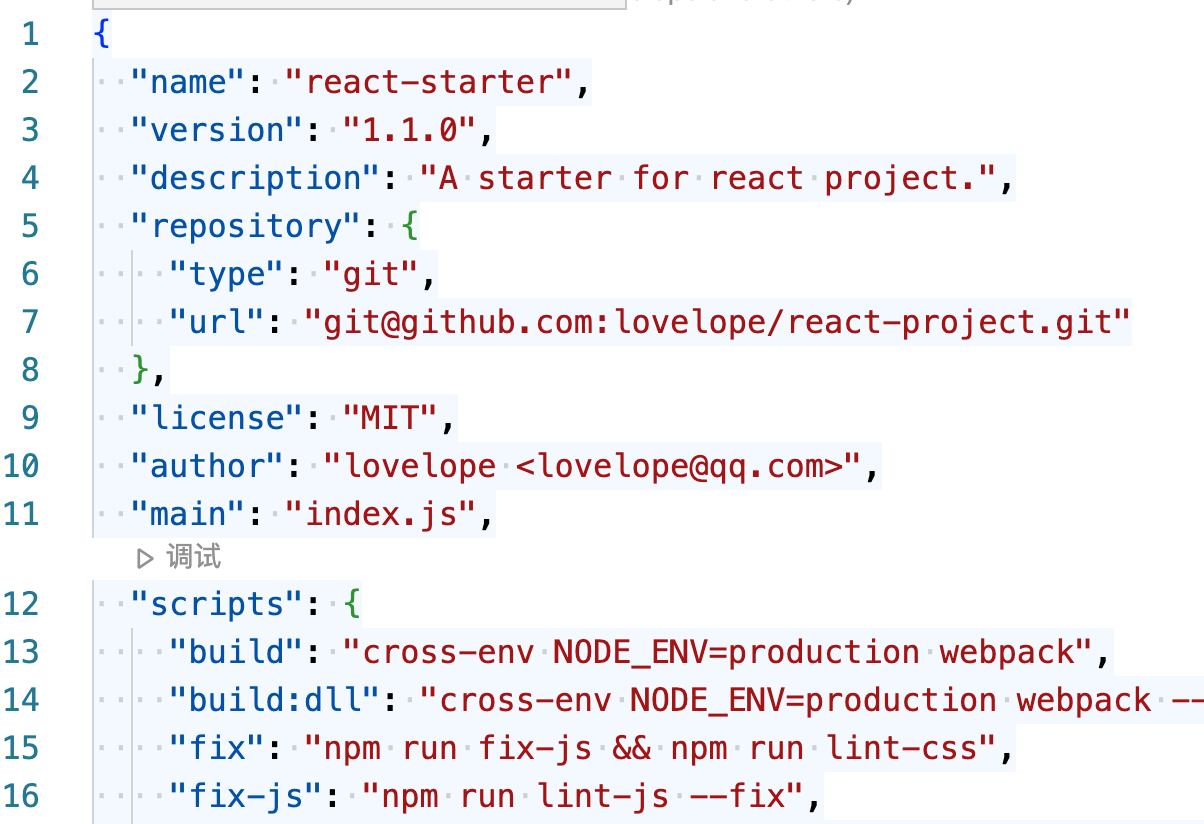 1 {
2   "name": "react-starter",
3   "version": "1.1.0",
4   "description": "A starter for react project.",
5   "repository": {
6     "type": "git",
7     "url": "git@github.com:lovelope/react-project.git"
8   },
9   "license": "MIT",
10   "author": "lovelope <lovelope@qq.com>",
11   "main": "index.js",
調试
12   "scripts": {
13     "build": "cross-env NODE_ENV=production webpack",
14     "build:dll": "cross-env NODE_ENV=production webpack --
15     "fix": "npm run fix-js && npm run lint-css",
16     "fix-js": "npm run lint-js --fix",